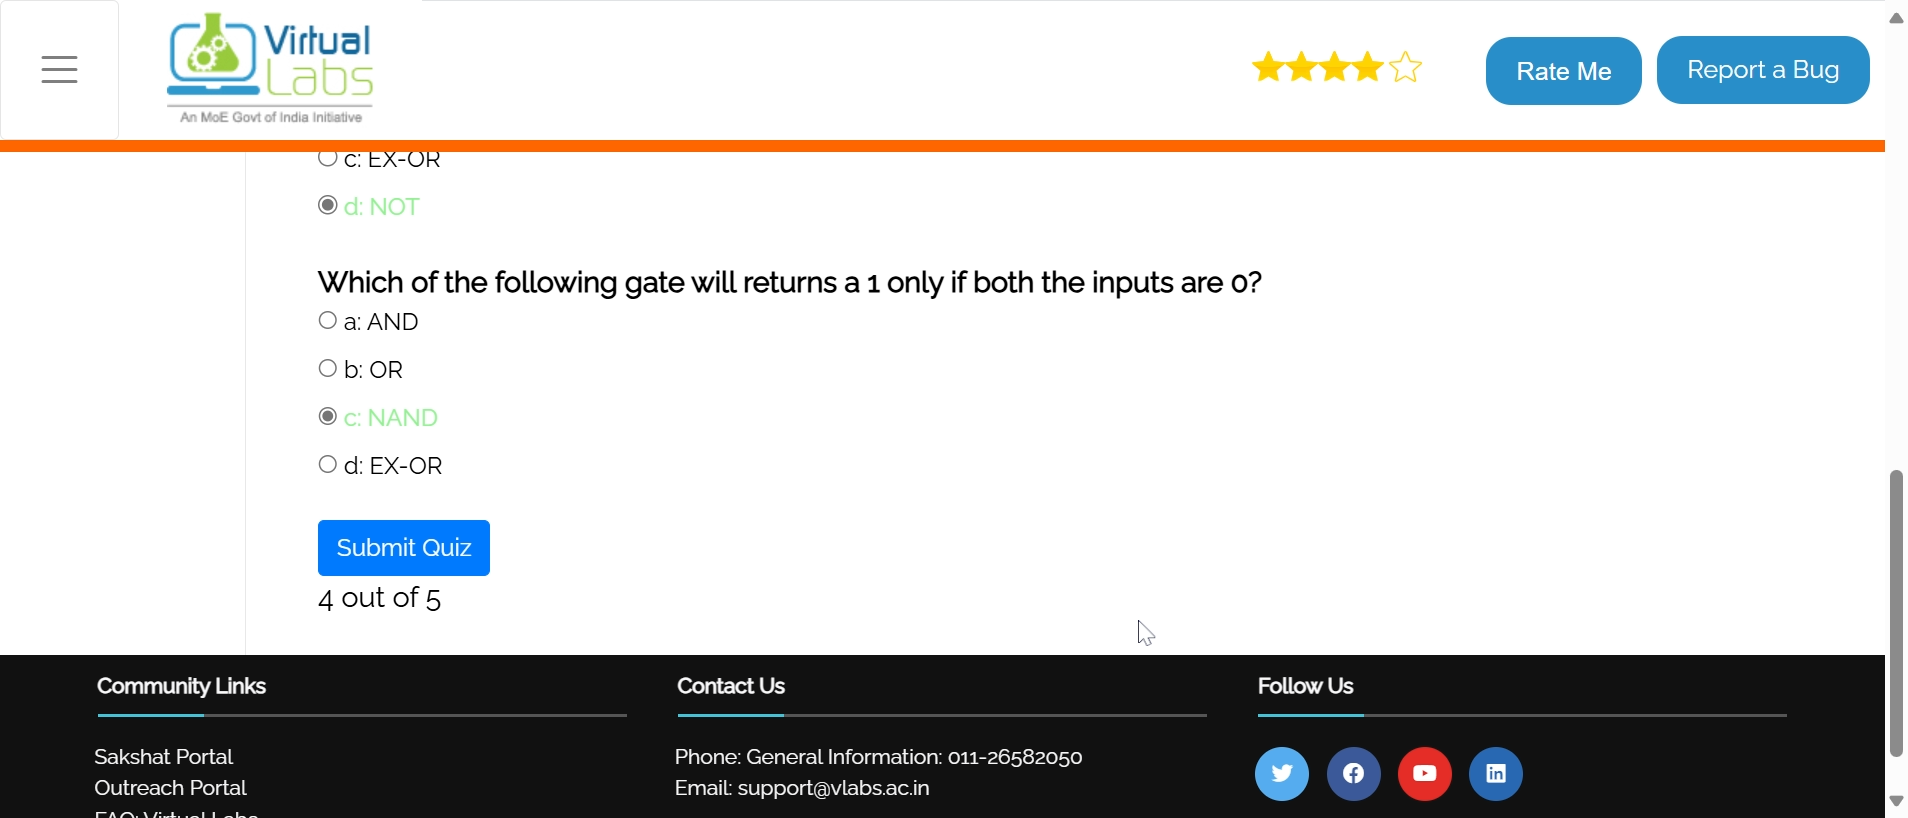 Virtual
Labs
An MoE Govt of India Initiative
Rate Me
Report a Bug
c: EX-OR
d: NOT
Which of the following gate will returns a 1 only if both the inputs are 0?
a: AND
b: OR
c: NAND
d: EX-OR
Submit Quiz
4 out of 5
Community Links
Contact Us
Follow Us
Sakshat Portal
Phone: General Information: 011-26582050
Outreach Portal
Email: support@vlabs.ac.in
FAQ: Virtual Labs